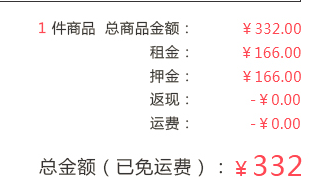 1 件商品 总商品金额： ￥332.00
租金： ￥166.00
押金： ￥166.00
返现： -￥0.00
运费： -￥0.00
总金额（已免运费）： ￥332